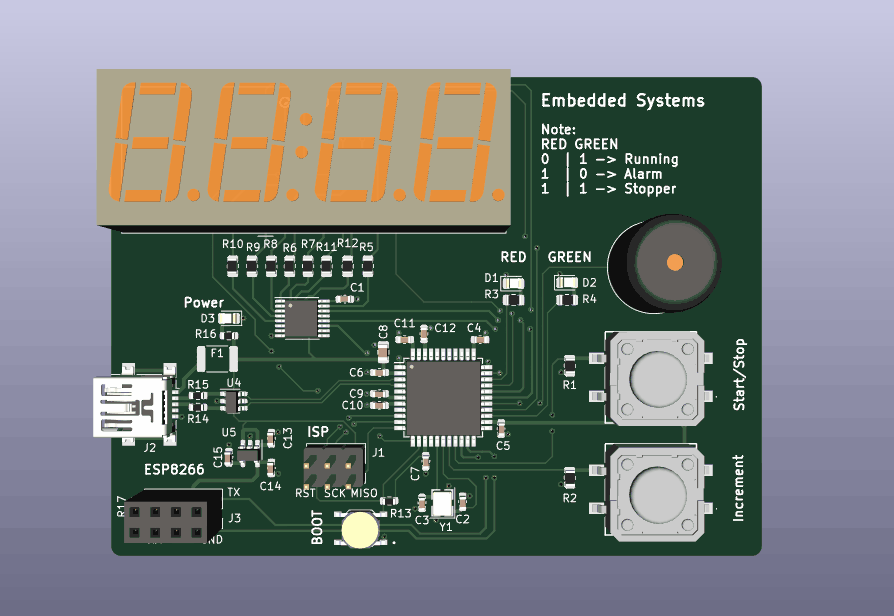 Embedded Systems
Note:
RED GREEN
0 | 1 -> Running
1 | 0 -> Alarm
1 | 1 -> Stopper
R10 R9 R8 R6 R7 R11 R12 R5
RED GREEN
D1 D2
R3 R4
C1
Power
D3
R16
F1
C11 C12 C4
C8
C6
C9
C10
R15 U4
R14
J2
U5
C13
C15
C14
ISP
J1
RST SCK MISO
C5
C7
R1
Start/Stop
R2
Increment
ESP8266
TX
R17
J3
GND
BOOT
R13
C3 C2
Y1